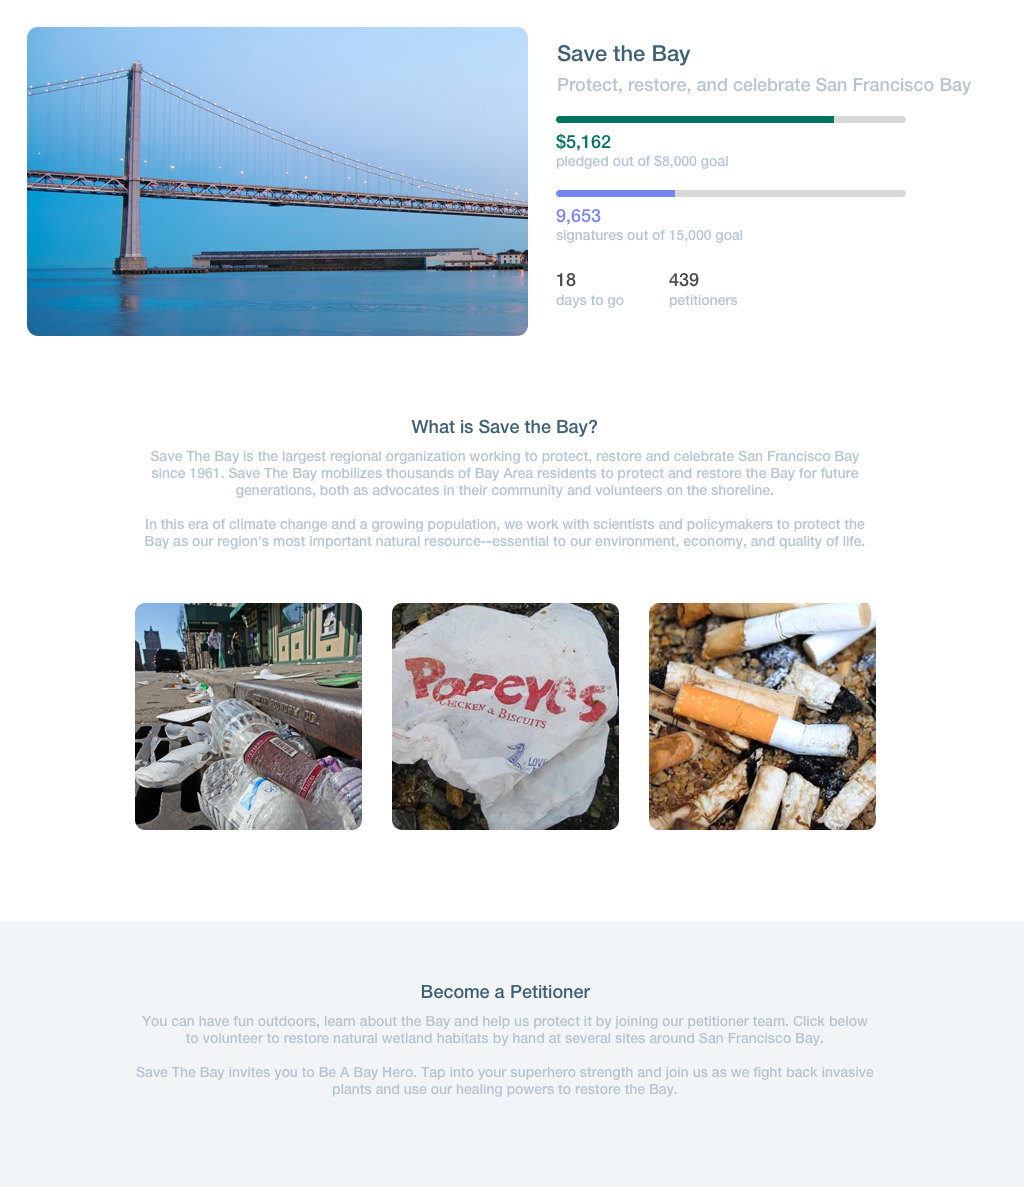 Save the Bay
Protect, restore, and celebrate San Francisco Bay
$5,162
pledged out of $8,000 goal
9,653
signatures out of 15,000 goal
18
days to go
439
petitioners
What is Save the Bay?
Save The Bay is the largest regional organization working to protect, restore and celebrate San Francisco Bay
since 1961. Save The Bay mobilizes thousands of Bay Area residents to protect and restore the Bay for future
generations, both as advocates in their community and volunteers on the shoreline.
In this era of climate change and a growing population, we work with scientists and policymakers to protect the
Bay as our region's most important natural resource--essential to our environment, economy, and quality of life.
Popeyes
CHICKEN & BISCUITS
Become a Petitioner
You can have fun outdoors, learn about the Bay and help us protect it by joining our petitioner team. Click below
to volunteer to restore natural wetland habitats by hand at several sites around San Francisco Bay.
Save The Bay invites you to Be A Bay Hero. Tap into your superhero strength and join us as we fight back invasive
plants and use our healing powers to restore the Bay.